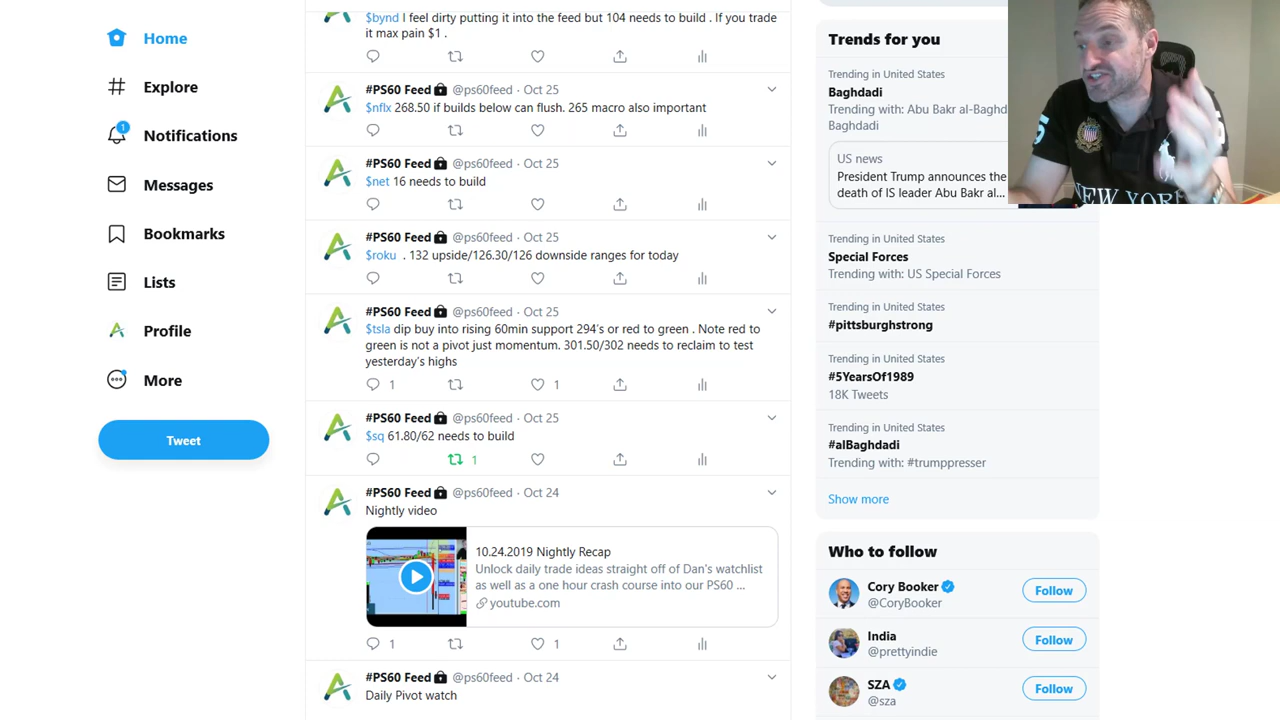 Home
Explore
1
Notifications
Messages
Bookmarks
Lists
Profile
More
Tweet
$bynd I feel dirty putting it into the feed but 104 needs to build . If you trade
it max pain $1 .
#PS60 Feed @ps60feed · Oct 25
$nflx 268.50 if builds below can flush. 265 macro also important
#PS60 Feed @ps60feed · Oct 25
$net 16 needs to build
#PS60 Feed @ps60feed · Oct 25
$roku . 132 upside/126.30/126 downside ranges for today
#PS60 Feed @ps60feed · Oct 25
$tsla dip buy into rising 60min support 294's or red to green . Note red to
green is not a pivot just momentum. 301.50/302 needs to reclaim to test
yesterday's highs
1 1
#PS60 Feed @ps60feed · Oct 25
$sq 61.80/62 needs to build
1
#PS60 Feed @ps60feed · Oct 24
Nightly video
10.24.2019 Nightly Recap
Unlock daily trade ideas straight off of Dan's watchlist
as well as a one hour crash course into our PS60 ...
youtube.com
1 1
#PS60 Feed @ps60feed · Oct 24
Daily Pivot watch
Trends for you
Trending in United States
Baghdadi
Trending with: Abu Bakr al-Baghd
Baghdadi
US news
President Trump announces the
death of IS leader Abu Bakr al...
Trending in United States
Special Forces
Trending with: US Special Forces
Trending in United States
#pittsburghstrong
Trending in United States
#5YearsOf1989
18K Tweets
Trending in United States
#alBaghdadi
Trending with: #trumppresser
Show more
Who to follow
Cory Booker
@CoryBooker
Follow
India
@prettyindie
Follow
SZA
@sza
Follow
5
NEW YORK